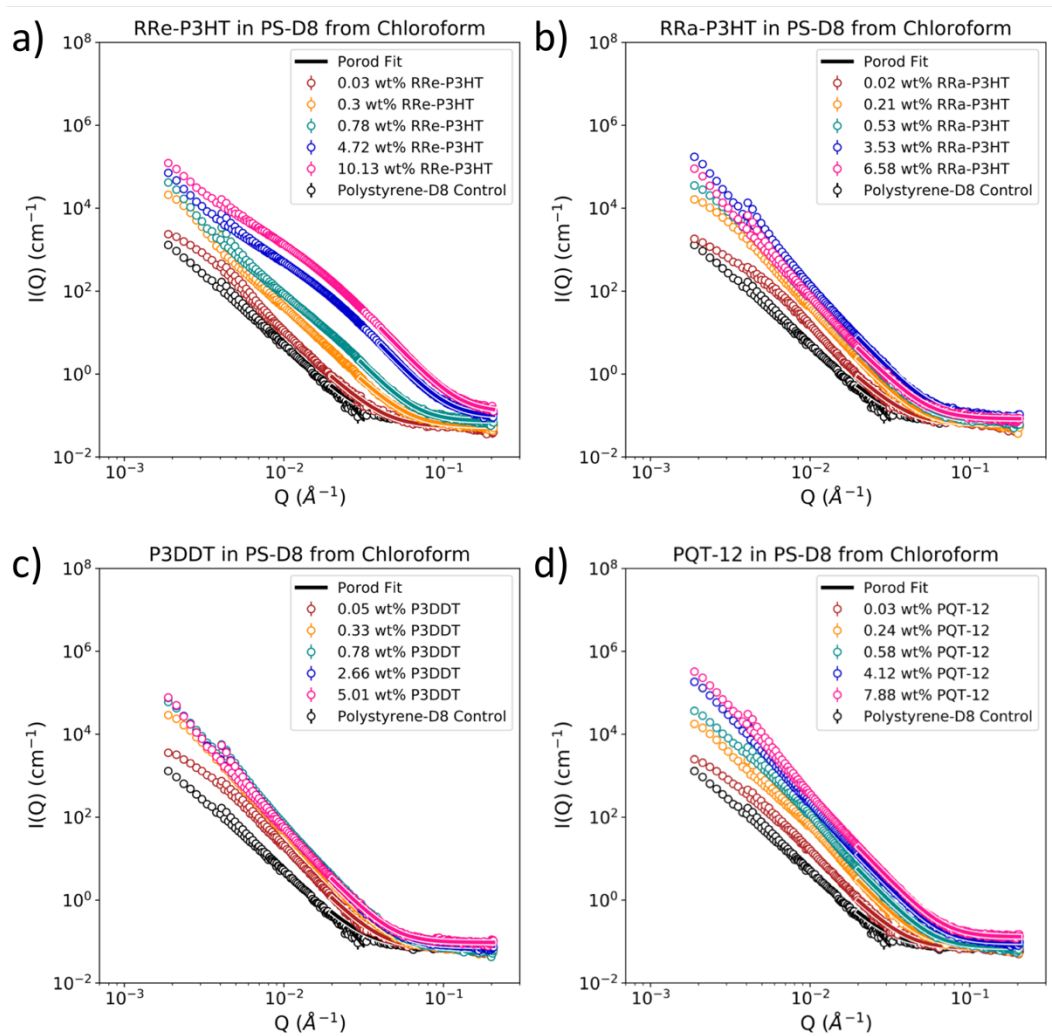 a)
RRe-P3HT in PS-D8 from Chloroform
10^8
10^6
10^4
10^2
10^0
10^−2
I(Q) (cm^−1)
Porod Fit
0.03 wt% RRe-P3HT
0.3 wt% RRe-P3HT
0.78 wt% RRe-P3HT
4.72 wt% RRe-P3HT
10.13 wt% RRe-P3HT
Polystyrene-D8 Control
10^−3 10^−2 10^−1
Q (Å^−1)
b)
RRa-P3HT in PS-D8 from Chloroform
10^8
10^6
10^4
10^2
10^0
10^−2
I(Q) (cm^−1)
Porod Fit
0.02 wt% RRa-P3HT
0.21 wt% RRa-P3HT
0.53 wt% RRa-P3HT
3.53 wt% RRa-P3HT
6.58 wt% RRa-P3HT
Polystyrene-D8 Control
10^−3 10^−2 10^−1
Q (Å^−1)
c)
P3DDT in PS-D8 from Chloroform
10^8
10^6
10^4
10^2
10^0
10^−2
I(Q) (cm^−1)
Porod Fit
0.05 wt% P3DDT
0.33 wt% P3DDT
0.78 wt% P3DDT
2.66 wt% P3DDT
5.01 wt% P3DDT
Polystyrene-D8 Control
10^−3 10^−2 10^−1
Q (Å^−1)
d)
PQT-12 in PS-D8 from Chloroform
10^8
10^6
10^4
10^2
10^0
10^−2
I(Q) (cm^−1)
Porod Fit
0.03 wt% PQT-12
0.24 wt% PQT-12
0.58 wt% PQT-12
4.12 wt% PQT-12
7.88 wt% PQT-12
Polystyrene-D8 Control
10^−3 10^−2 10^−1
Q (Å^−1)